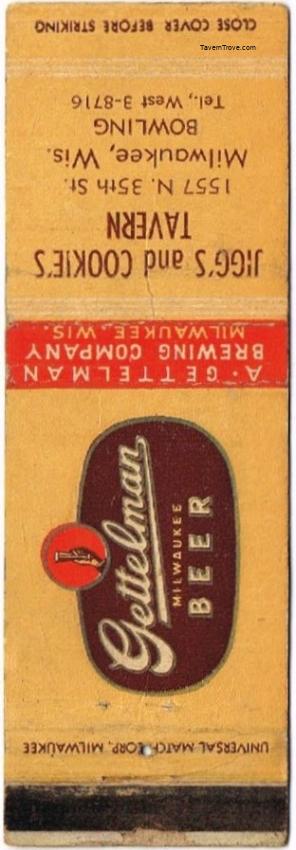 CLOSE COVER BEFORE STRIKING
TavernTrove.com
JIGG'S and COOKIE'S
TAVERN
1557 N. 35th St.
Milwaukee, Wis.
BOWLING
Tel., West 3-8716
A·GETTELMAN
BREWING COMPANY
MILWAUKEE, WIS.
Gettelman
MILWAUKEE
BEER
UNIVERSAL MATCH CORP., MILWAUKEE